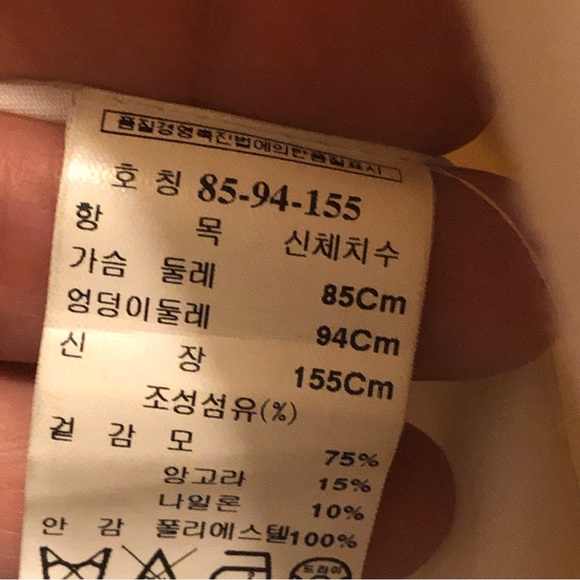 품질경영촉진법에의한품질표시
호 칭 85-94-155
항 목 신체치수
가슴 둘레 85Cm
엉덩이둘레 94Cm
신 장 155Cm
조성섬유(%)
겉 감 모 75%
앙고라 15%
나일론 10%
안 감 폴리에스텔100%
드라이